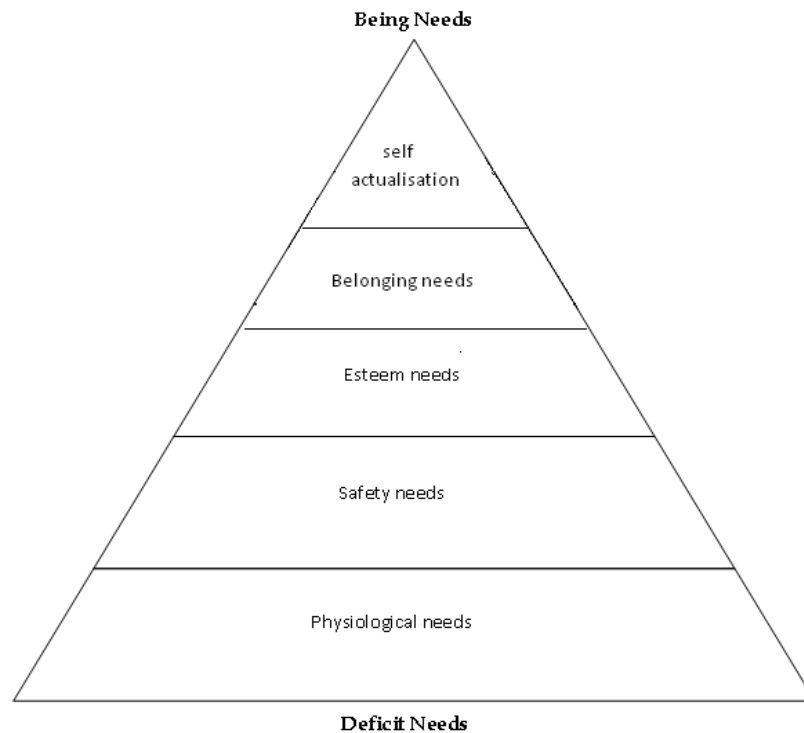 Being Needs
self
actualisation
Belonging needs
Esteem needs
Safety needs
Physiological needs
Deficit Needs